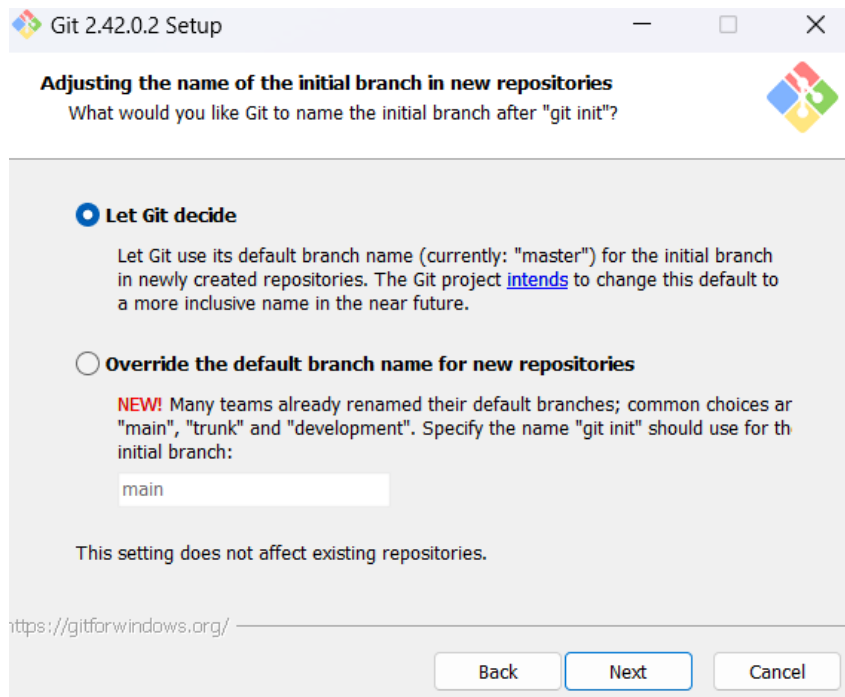 Git 2.42.0.2 Setup
Adjusting the name of the initial branch in new repositories
What would you like Git to name the initial branch after "git init"?
Let Git decide
Let Git use its default branch name (currently: "master") for the initial branch
in newly created repositories. The Git project intends to change this default to
a more inclusive name in the near future.
Override the default branch name for new repositories
NEW! Many teams already renamed their default branches; common choices ar
"main", "trunk" and "development". Specify the name "git init" should use for th
initial branch:
main
This setting does not affect existing repositories.
https://gitforwindows.org/
Back Next Cancel